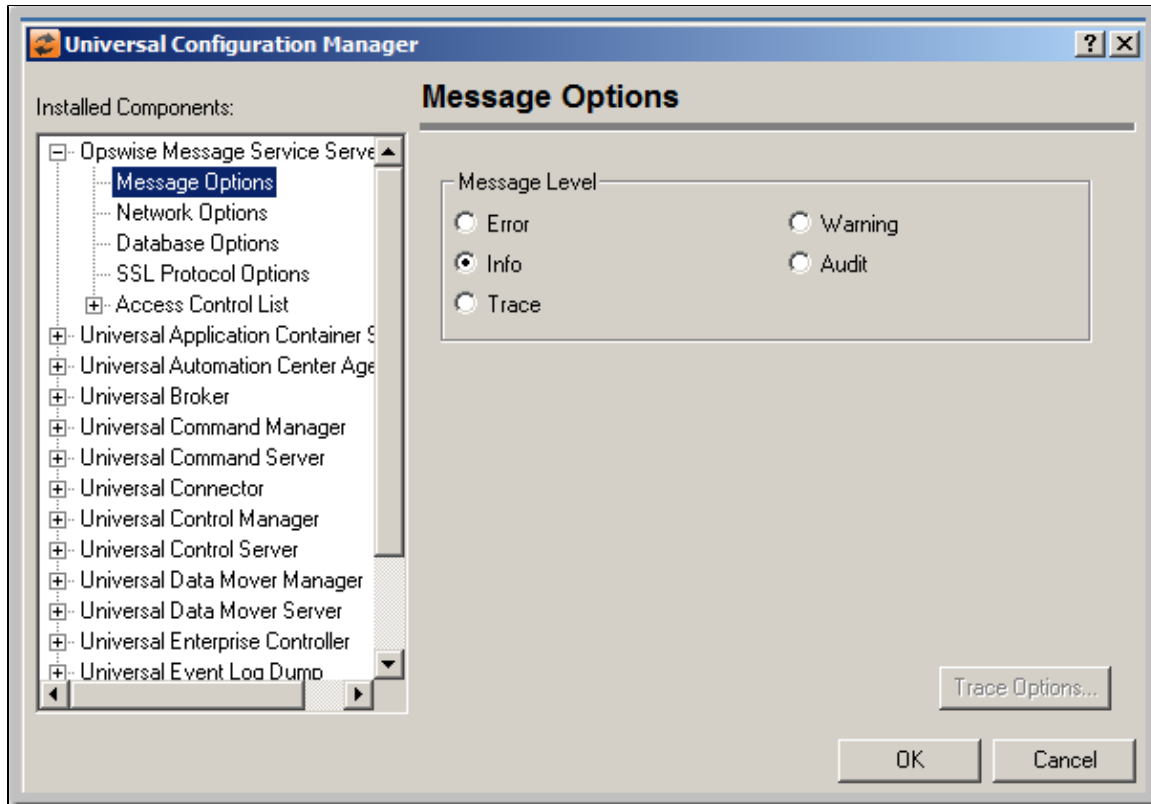 Universal Configuration Manager
Installed Components:
Opswise Message Service Serve
Message Options
Network Options
Database Options
SSL Protocol Options
Access Control List
Universal Application Container S
Universal Automation Center Age
Universal Broker
Universal Command Manager
Universal Command Server
Universal Connector
Universal Control Manager
Universal Control Server
Universal Data Mover Manager
Universal Data Mover Server
Universal Enterprise Controller
Universal Event Log Dump
Message Options
Message Level
Error
Warning
Info
Audit
Trace
Trace Options...
OK
Cancel